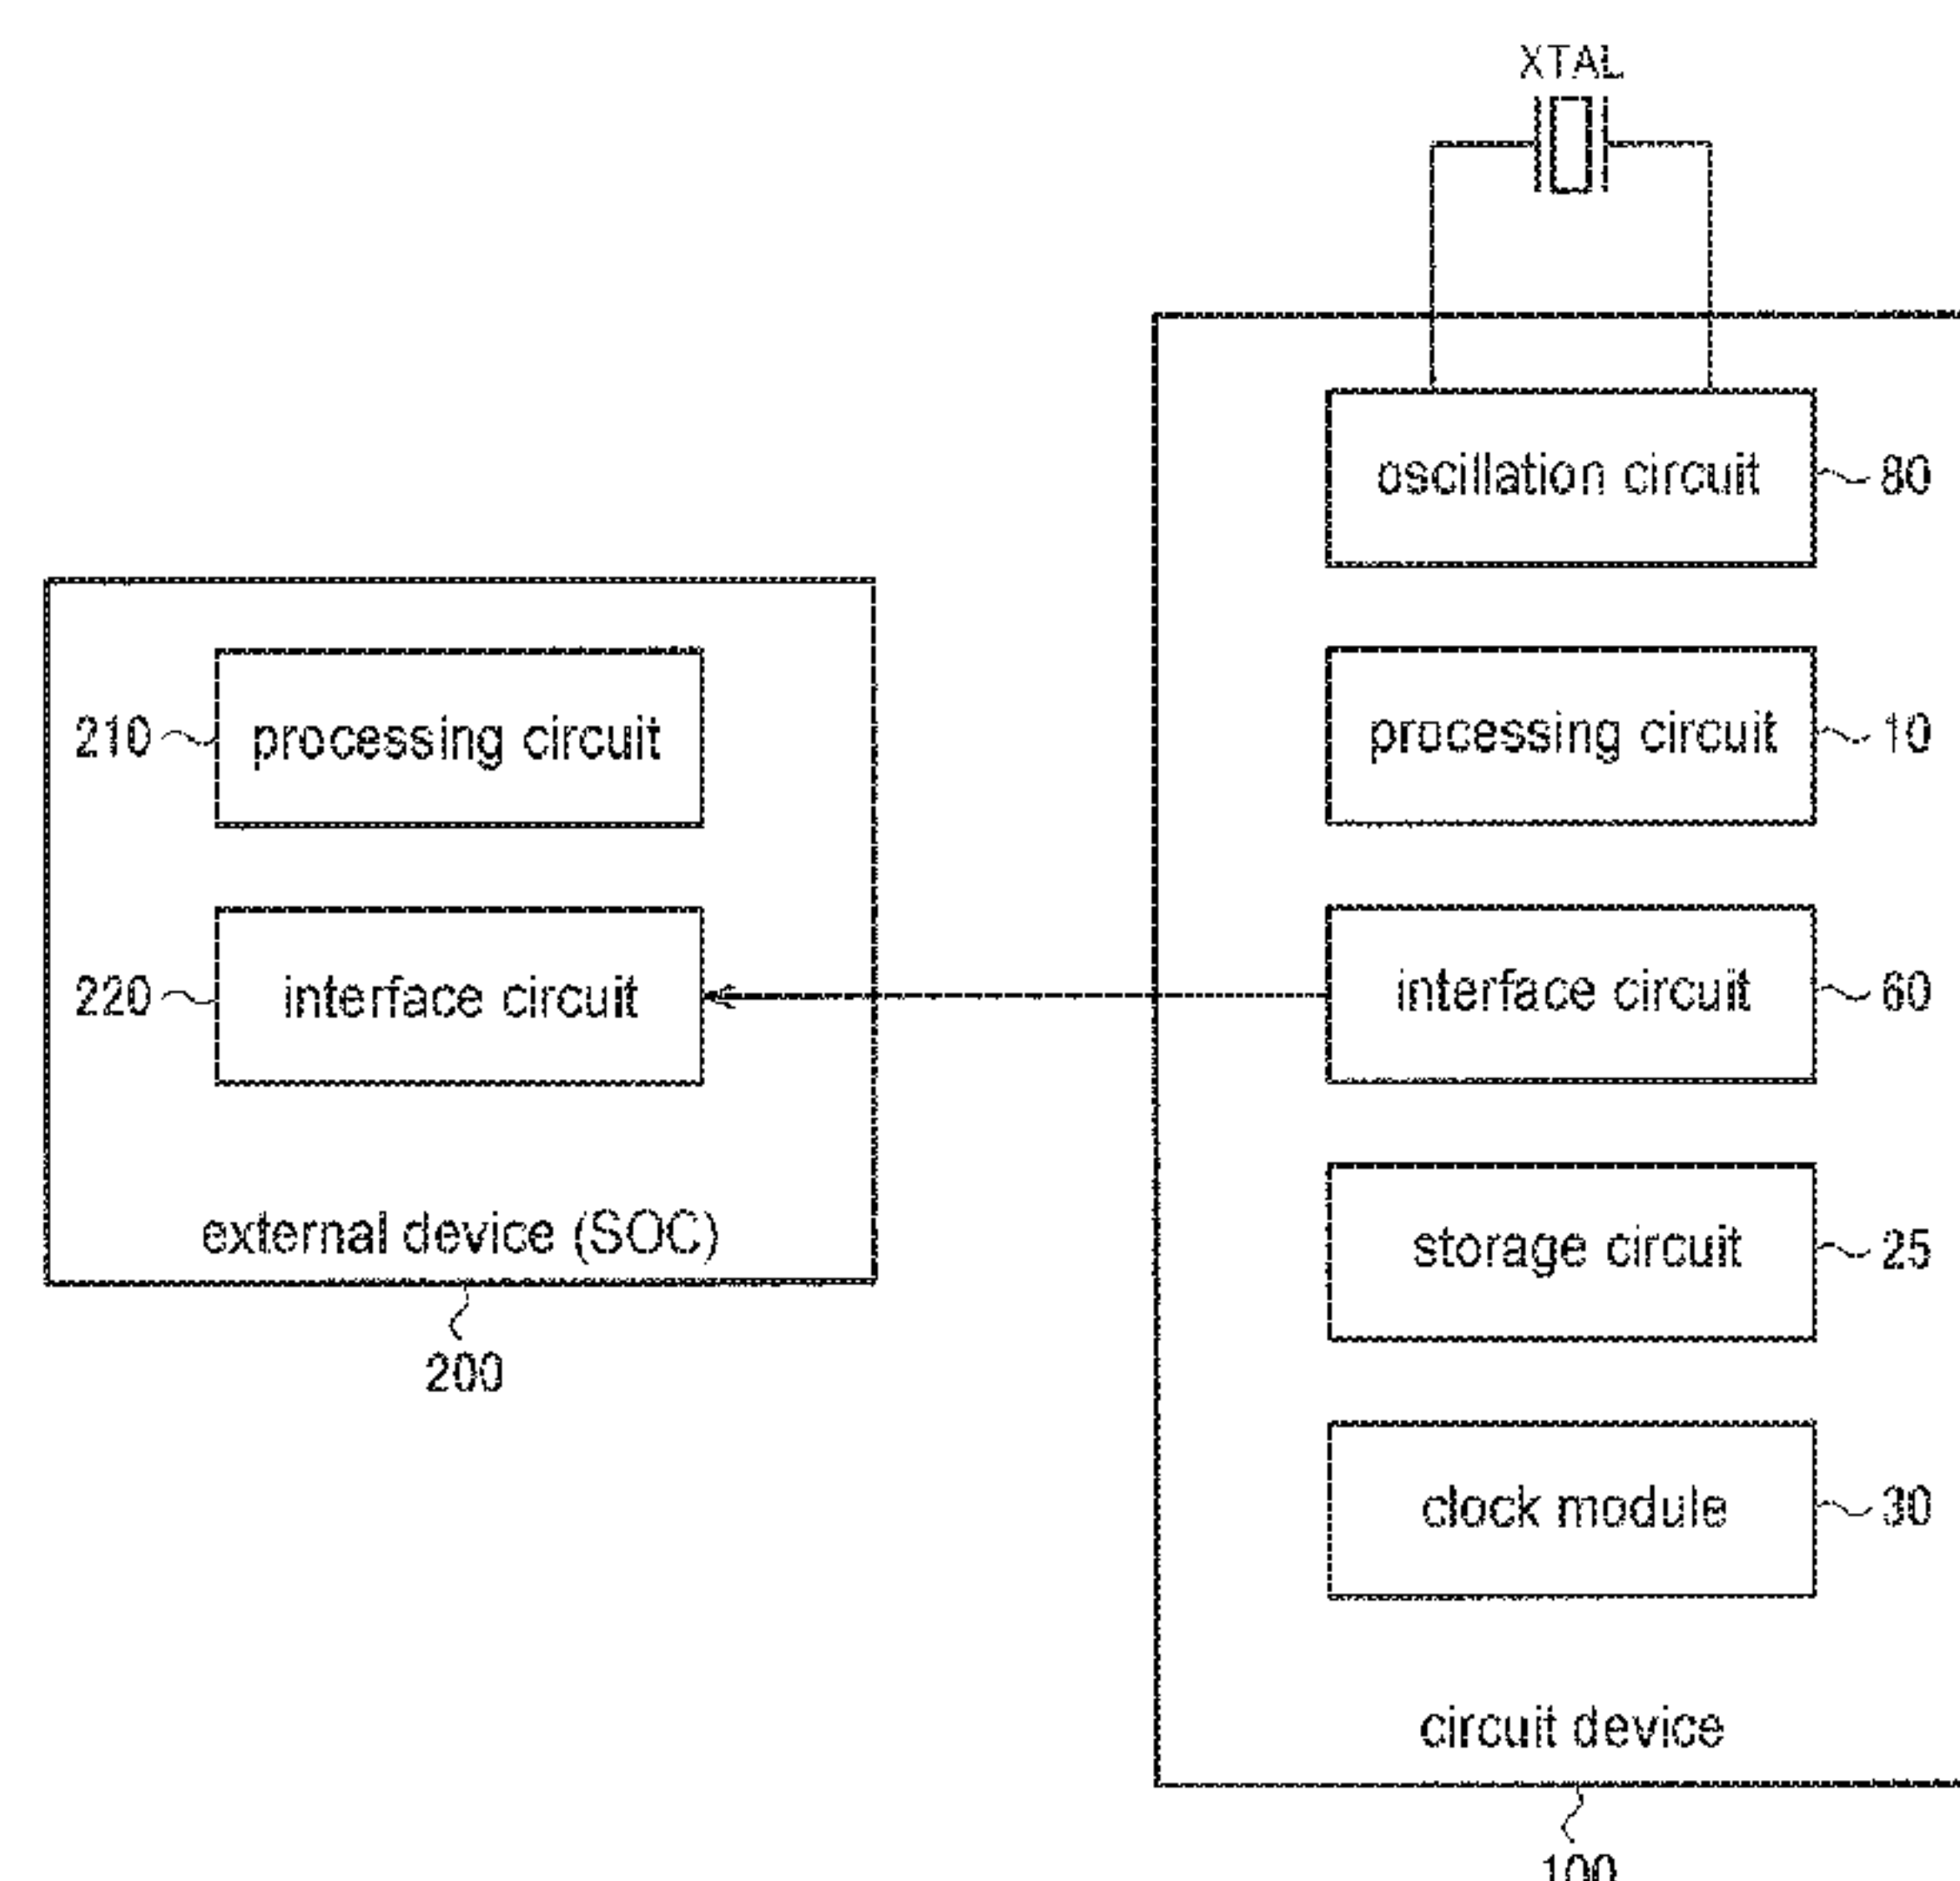 XTAL
oscillation circuit
80
210
processing circuit
processing circuit
10
220
interface circuit
interface circuit
60
external device (SOC)
storage circuit
25
200
clock module
30
circuit device
100